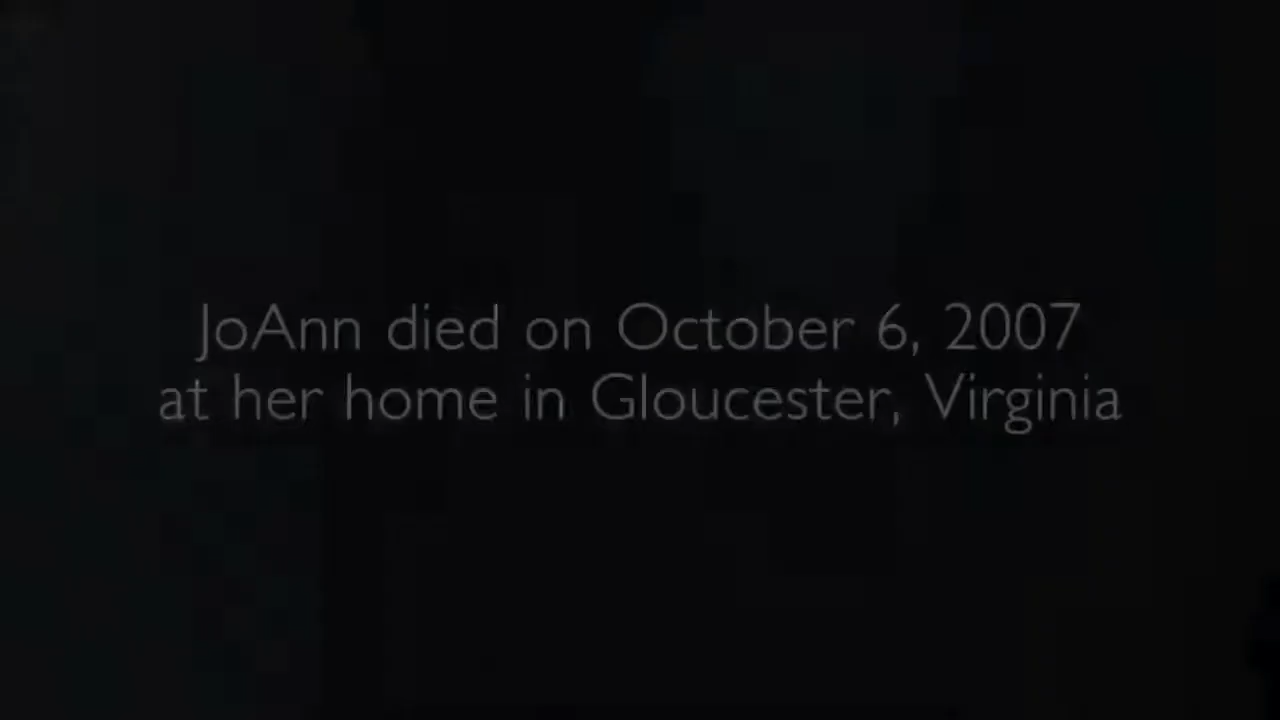 JoAnn died on October 6, 2007
at her home in Gloucester, Virginia